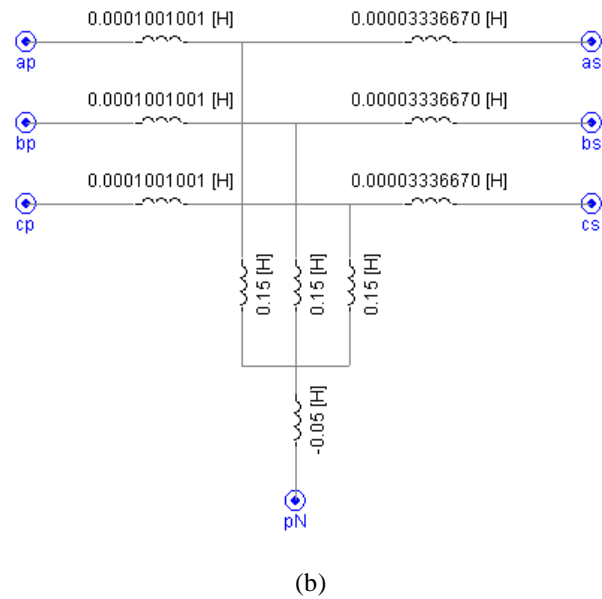 0.0001001001 [H] 0.00003336670 [H]
ap as
0.0001001001 [H] 0.00003336670 [H]
bp bs
0.0001001001 [H] 0.00003336670 [H]
cp cs
0.15 [H] 0.15 [H] 0.15 [H]
-0.05 [H]
pN
(b)